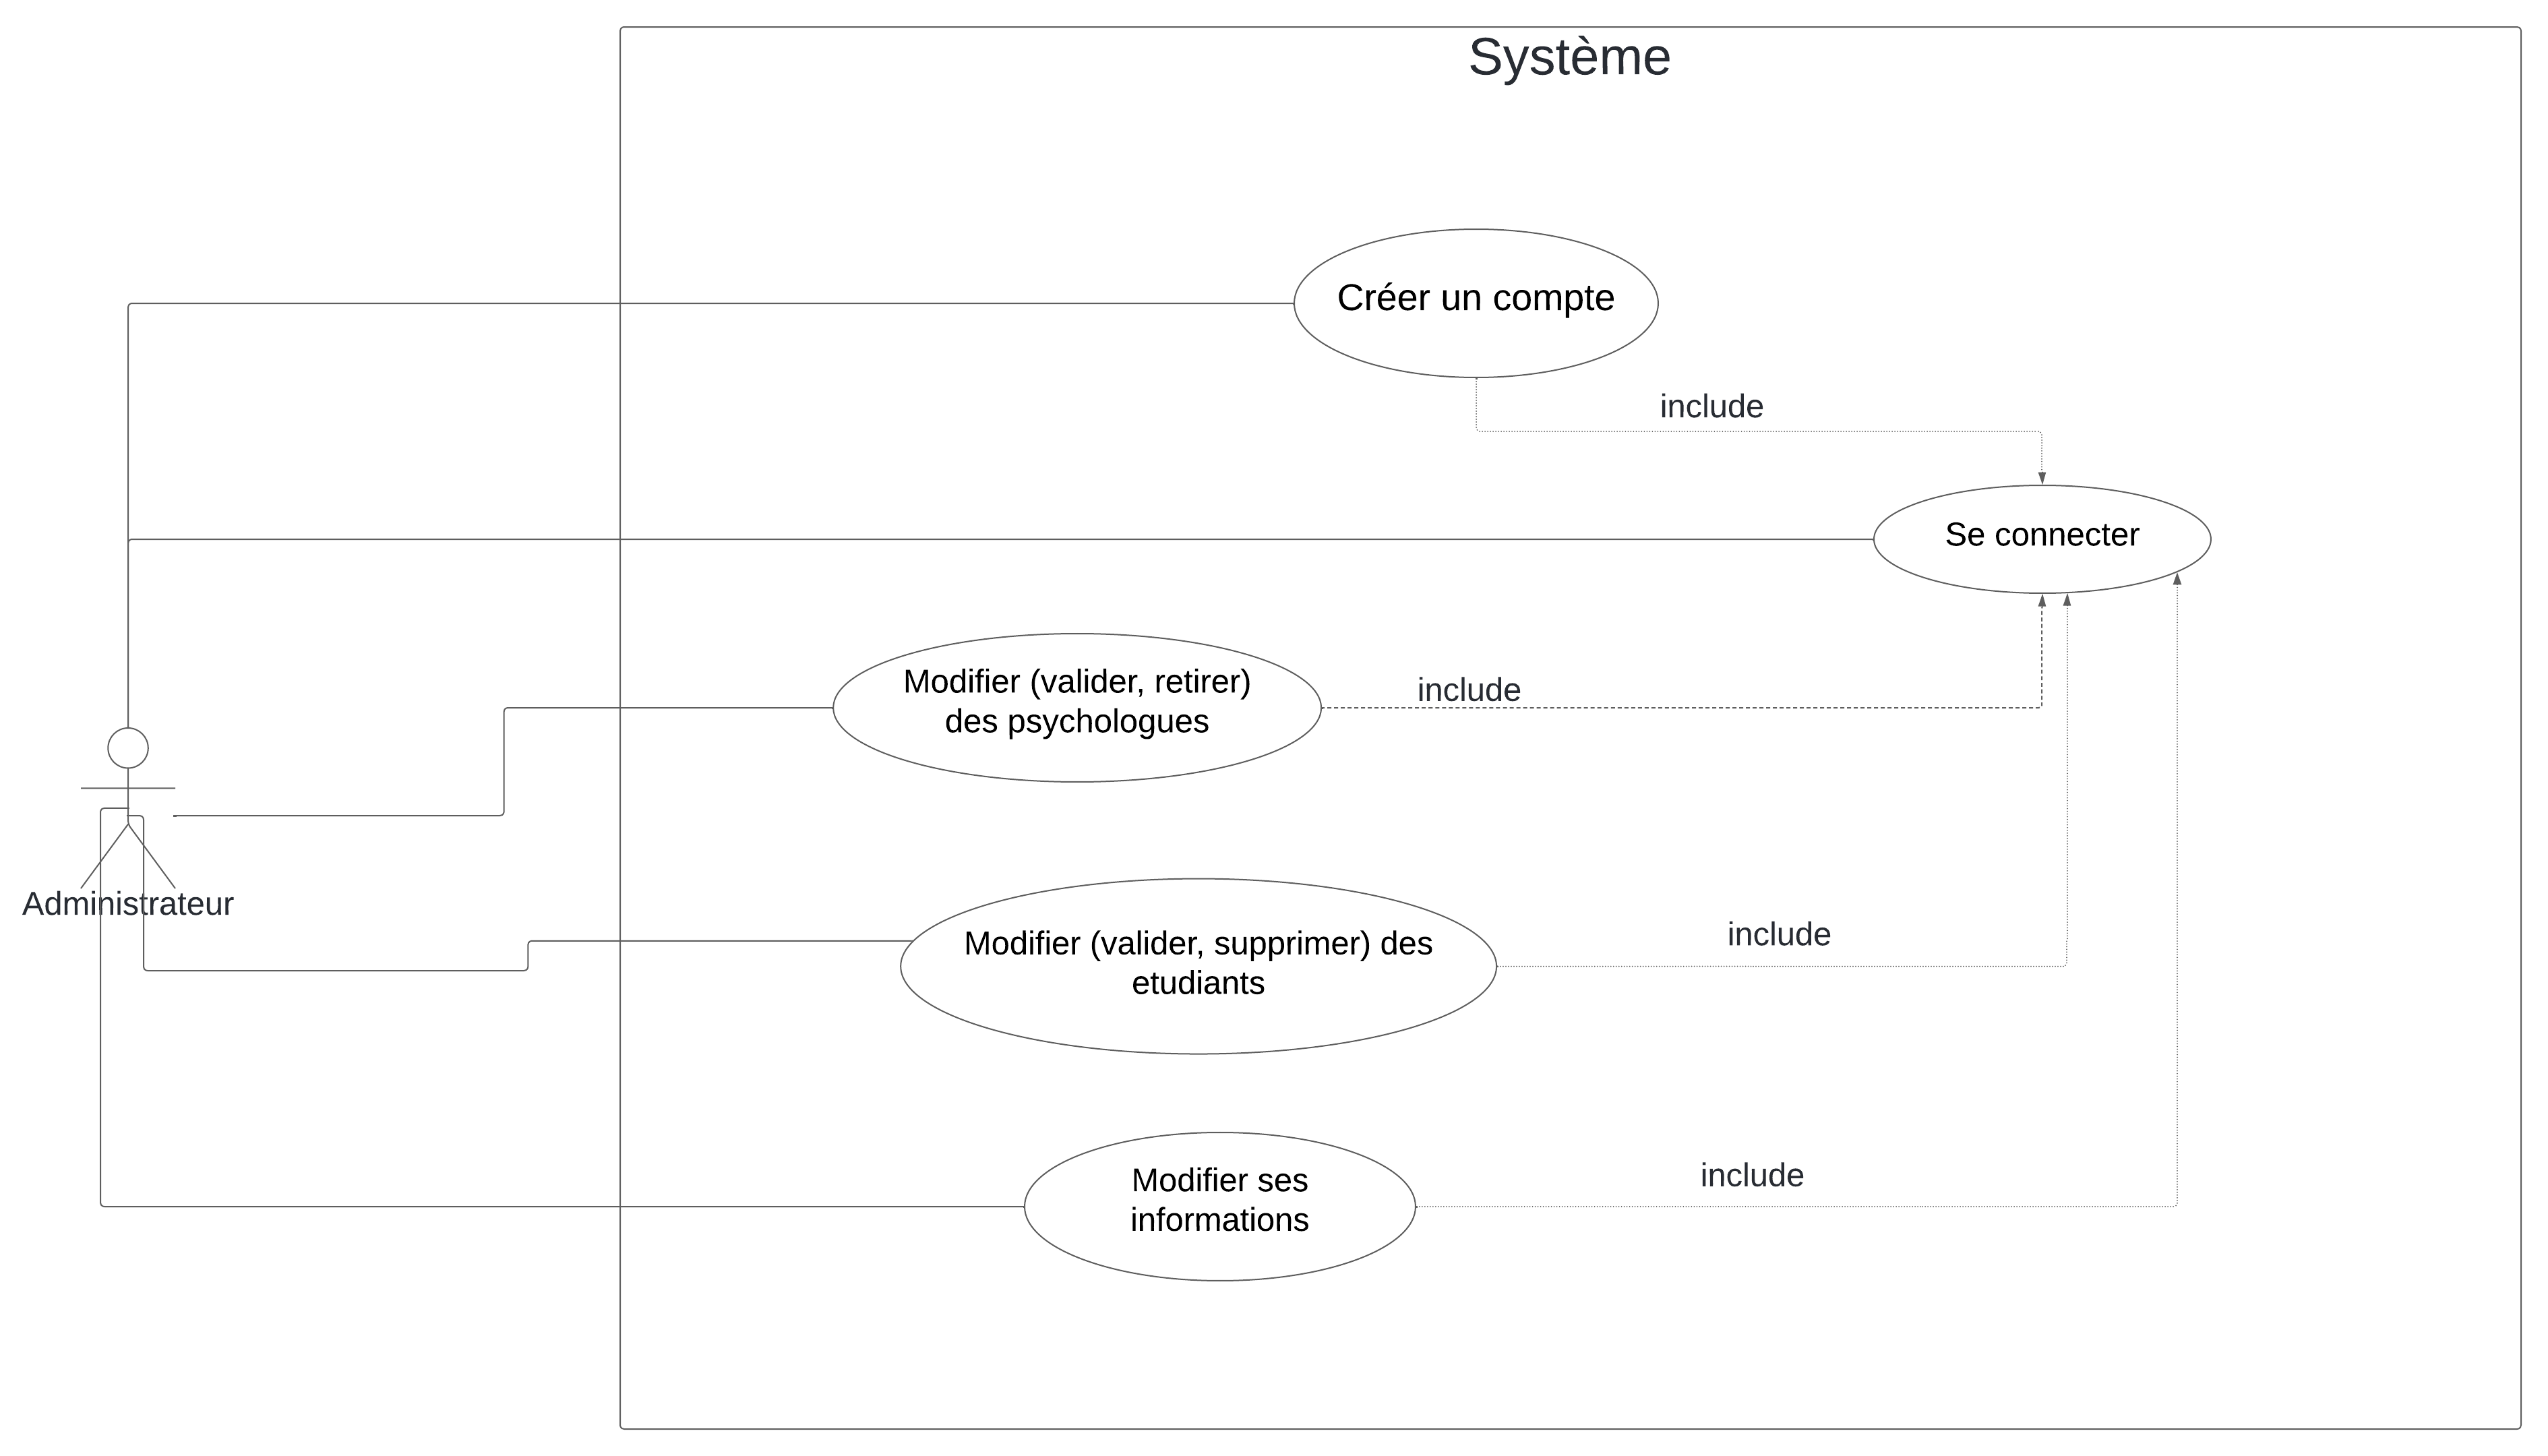 Système
Créer un compte
include
Se connecter
Modifier (valider, retirer)
des psychologues
include
Administrateur
Modifier (valider, supprimer) des
etudiants
include
Modifier ses
informations
include